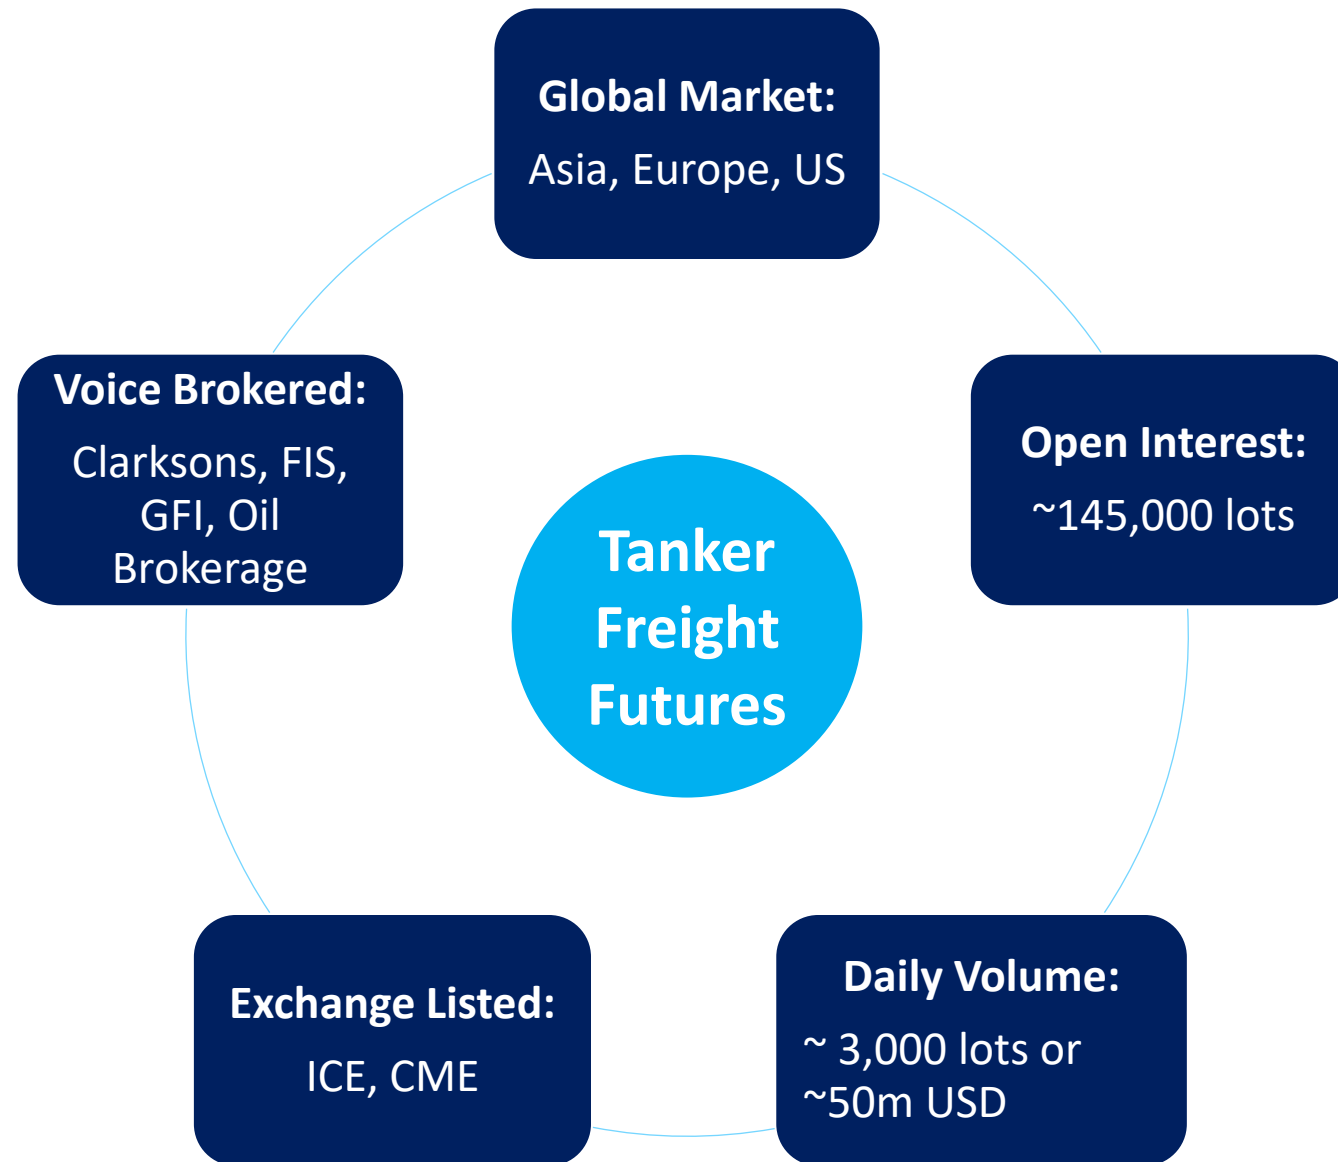 Global Market:
Asia, Europe, US
Voice Brokered:
Clarksons, FIS,
GFI, Oil
Brokerage
Open Interest:
~145,000 lots
Tanker
Freight
Futures
Exchange Listed:
ICE, CME
Daily Volume:
~ 3,000 lots or
~50m USD